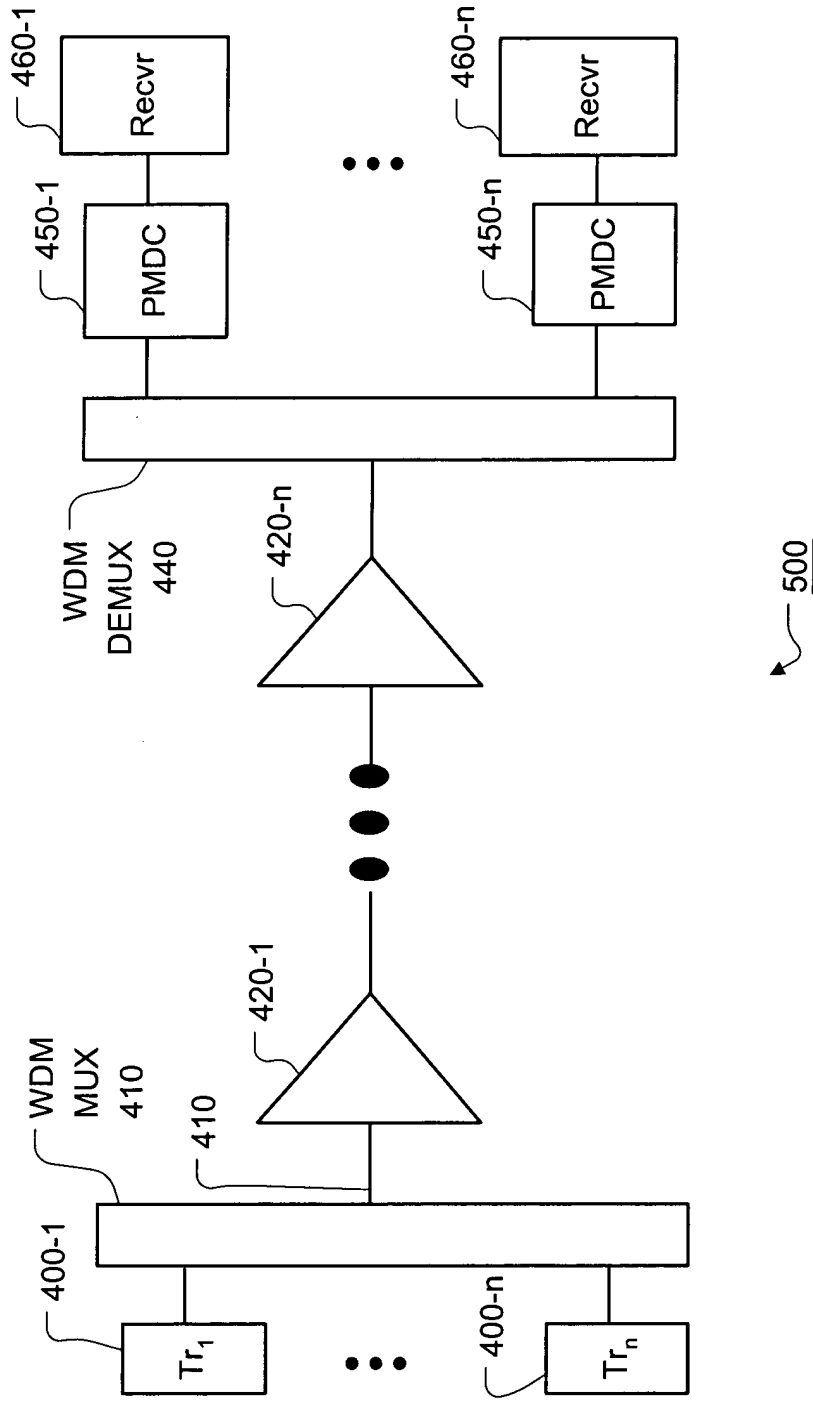 400-1
Tr1
400-n
Trn
WDM
MUX
410
410
420-1
420-n
WDM
DEMUX
440
450-1
PMDC
460-1
Recvr
450-n
PMDC
460-n
Recvr
500